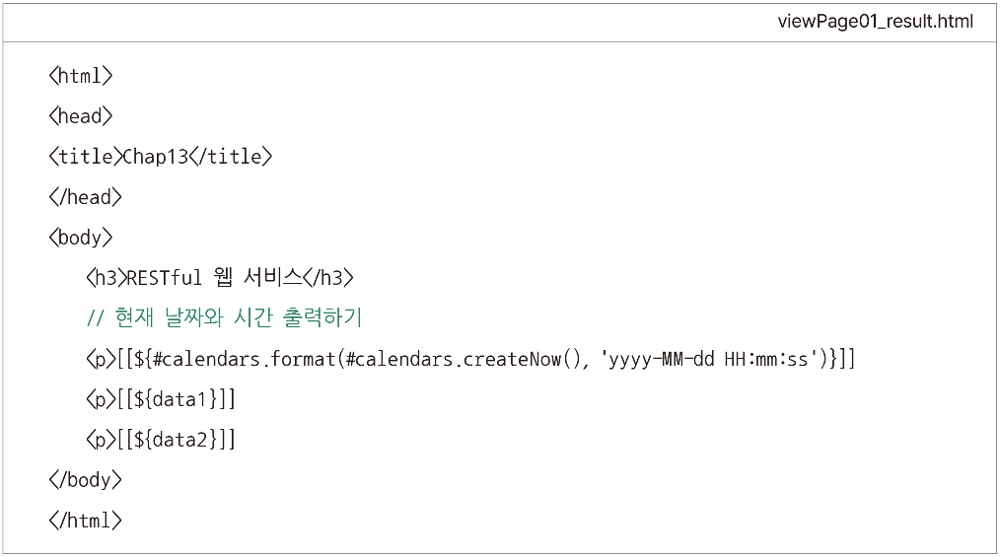 viewPage01_result.html
<html>
<head>
<title>Chap13</title>
</head>
<body>
<h3>RESTful 웹 서비스</h3>
// 현재 날짜와 시간 출력하기
<p>[[${#calendars.format(#calendars.createNow(), 'yyyy-MM-dd HH:mm:ss')}]]
<p>[[${data1}]]
<p>[[${data2}]]
</body>
</html>